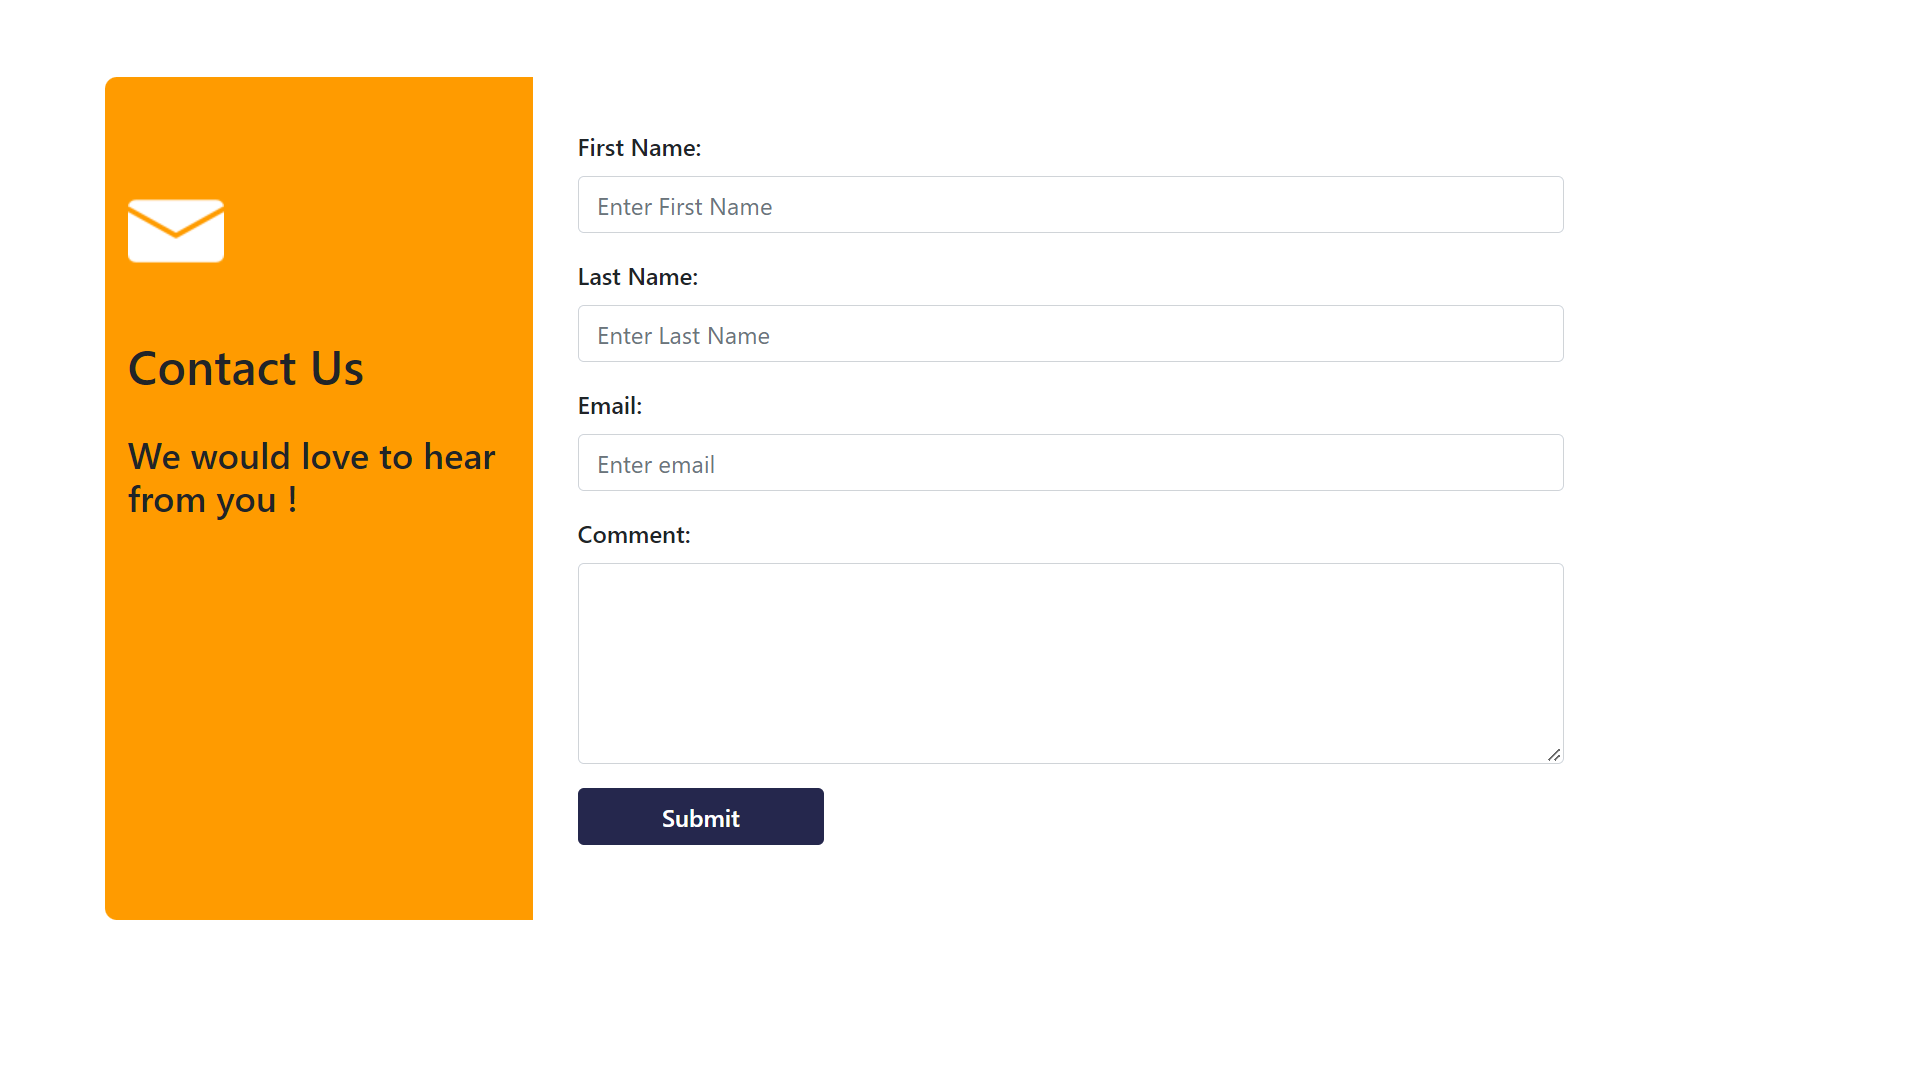 Contact Us
We would love to hear
from you !
First Name:
Enter First Name
Last Name:
Enter Last Name
Email:
Enter email
Comment:
Submit